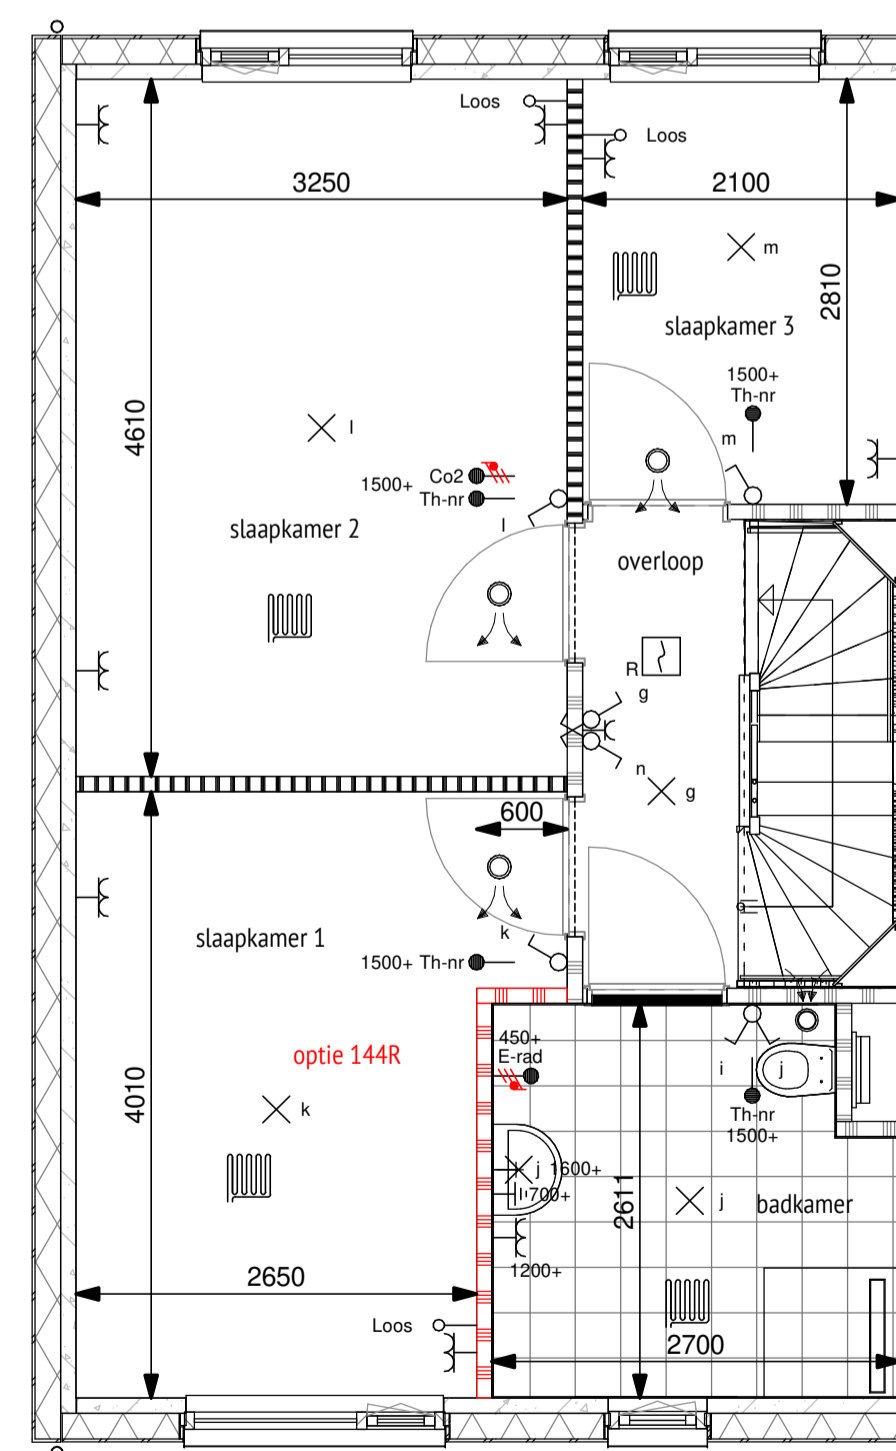 Loos
Loos
3250
2100
m
2810
slaapkamer 3
1500+
Th-nr
4610
l
m
Co2
1500+
Th-nr
l
slaapkamer 2
overloop
R
g
n
g
600
k
slaapkamer 1
1500+ Th-nr
optie 144R
450+
E-rad
i
j
Th-nr
1500+
4010
k
j 1600+
700+
2611
j
badkamer
1200+
2650
Loos
2700